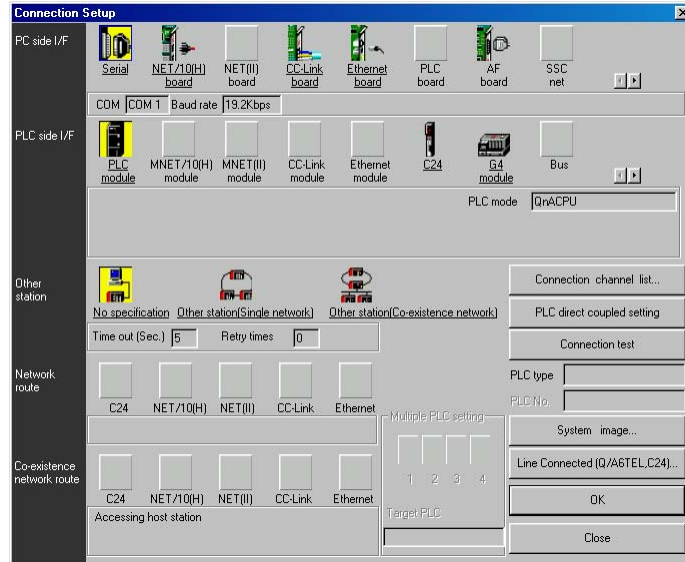 Connection Setup
PC side I/F
Serial
NET/10(H) board
NET(II) board
CC-Link board
Ethernet board
PLC board
AF board
SSC net
COM COM 1 Baud rate 19.2Kbps
PLC side I/F
PLC module
MNET/10(H) module
MNET(II) module
CC-Link module
Ethernet module
C24
G4 module
Bus
PLC mode QnACPU
Other station
No specification
Other station(Single network)
Other station(Co-existence network)
Time out (Sec.) 5 Retry times 0
Connection channel list...
PLC direct coupled setting
Connection test
PLC type
PLC No.
System image...
Line Connected (Q/A6TEL,C24)...
OK
Close
Network route
C24 NET/10(H) NET(II) CC-Link Ethernet
Multiple PLC setting
1 2 3 4
Target PLC
Co-existence network route
C24 NET/10(H) NET(II) CC-Link Ethernet
Accessing host station